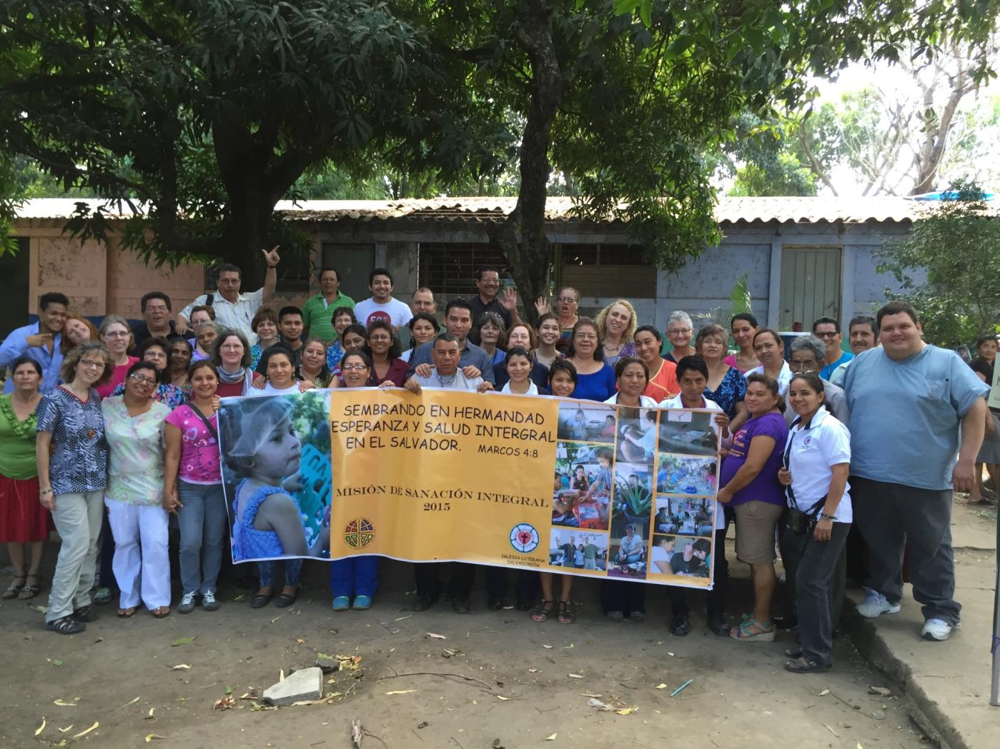 SEMBRANDO EN HERMANDAD
ESPERANZA Y SALUD INTERGRAL
EN EL SALVADOR. MARCOS 4:8
MISIÓN DE SANACIÓN INTEGRAL
2015
IGLESIA LUTERANA
SALVADOREÑA